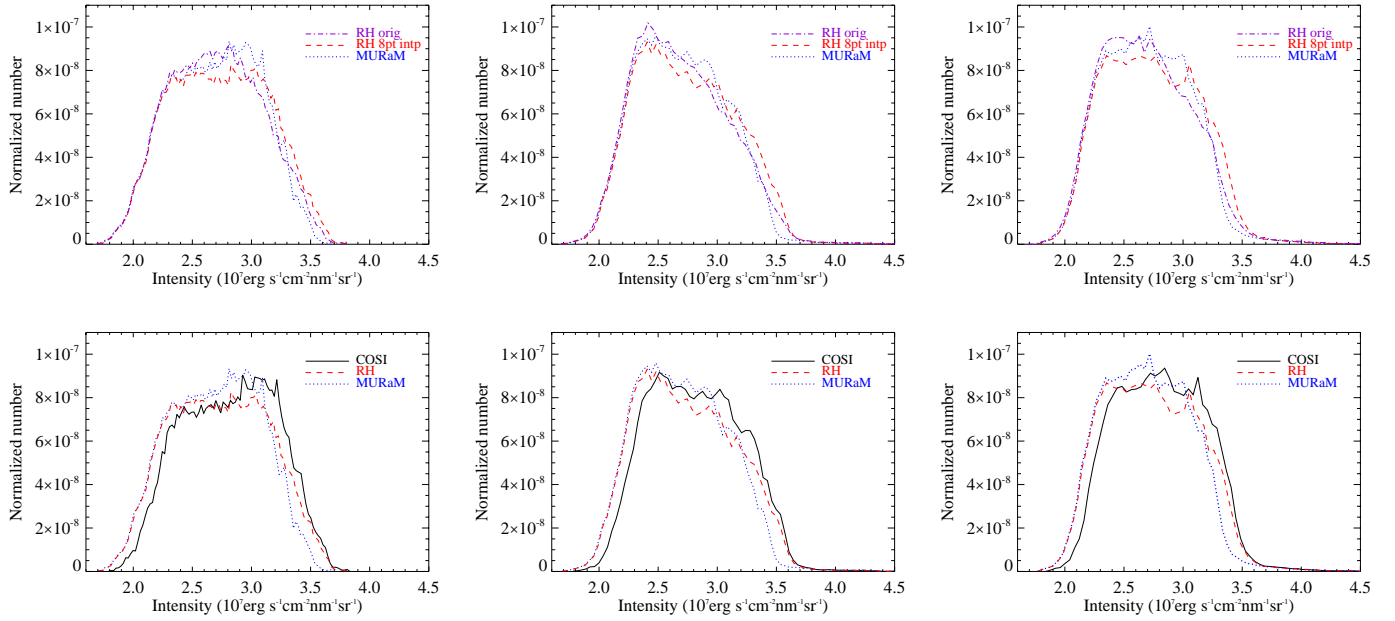 RH orig
RH 8pt intp
MURaM
1×10⁻⁷
8×10⁻⁸
6×10⁻⁸
4×10⁻⁸
2×10⁻⁸
0
Normalized number
2.0 2.5 3.0 3.5 4.0 4.5
Intensity (10⁷erg s⁻¹cm⁻²nm⁻¹sr⁻¹)
RH orig
RH 8pt intp
MURaM
1×10⁻⁷
8×10⁻⁸
6×10⁻⁸
4×10⁻⁸
2×10⁻⁸
0
Normalized number
2.0 2.5 3.0 3.5 4.0 4.5
Intensity (10⁷erg s⁻¹cm⁻²nm⁻¹sr⁻¹)
RH orig
RH 8pt intp
MURaM
1×10⁻⁷
8×10⁻⁸
6×10⁻⁸
4×10⁻⁸
2×10⁻⁸
0
Normalized number
2.0 2.5 3.0 3.5 4.0 4.5
Intensity (10⁷erg s⁻¹cm⁻²nm⁻¹sr⁻¹)
COSI
RH
MURaM
1×10⁻⁷
8×10⁻⁸
6×10⁻⁸
4×10⁻⁸
2×10⁻⁸
0
Normalized number
2.0 2.5 3.0 3.5 4.0 4.5
Intensity (10⁷erg s⁻¹cm⁻²nm⁻¹sr⁻¹)
COSI
RH
MURaM
1×10⁻⁷
8×10⁻⁸
6×10⁻⁸
4×10⁻⁸
2×10⁻⁸
0
Normalized number
2.0 2.5 3.0 3.5 4.0 4.5
Intensity (10⁷erg s⁻¹cm⁻²nm⁻¹sr⁻¹)
COSI
RH
MURaM
1×10⁻⁷
8×10⁻⁸
6×10⁻⁸
4×10⁻⁸
2×10⁻⁸
0
Normalized number
2.0 2.5 3.0 3.5 4.0 4.5
Intensity (10⁷erg s⁻¹cm⁻²nm⁻¹sr⁻¹)